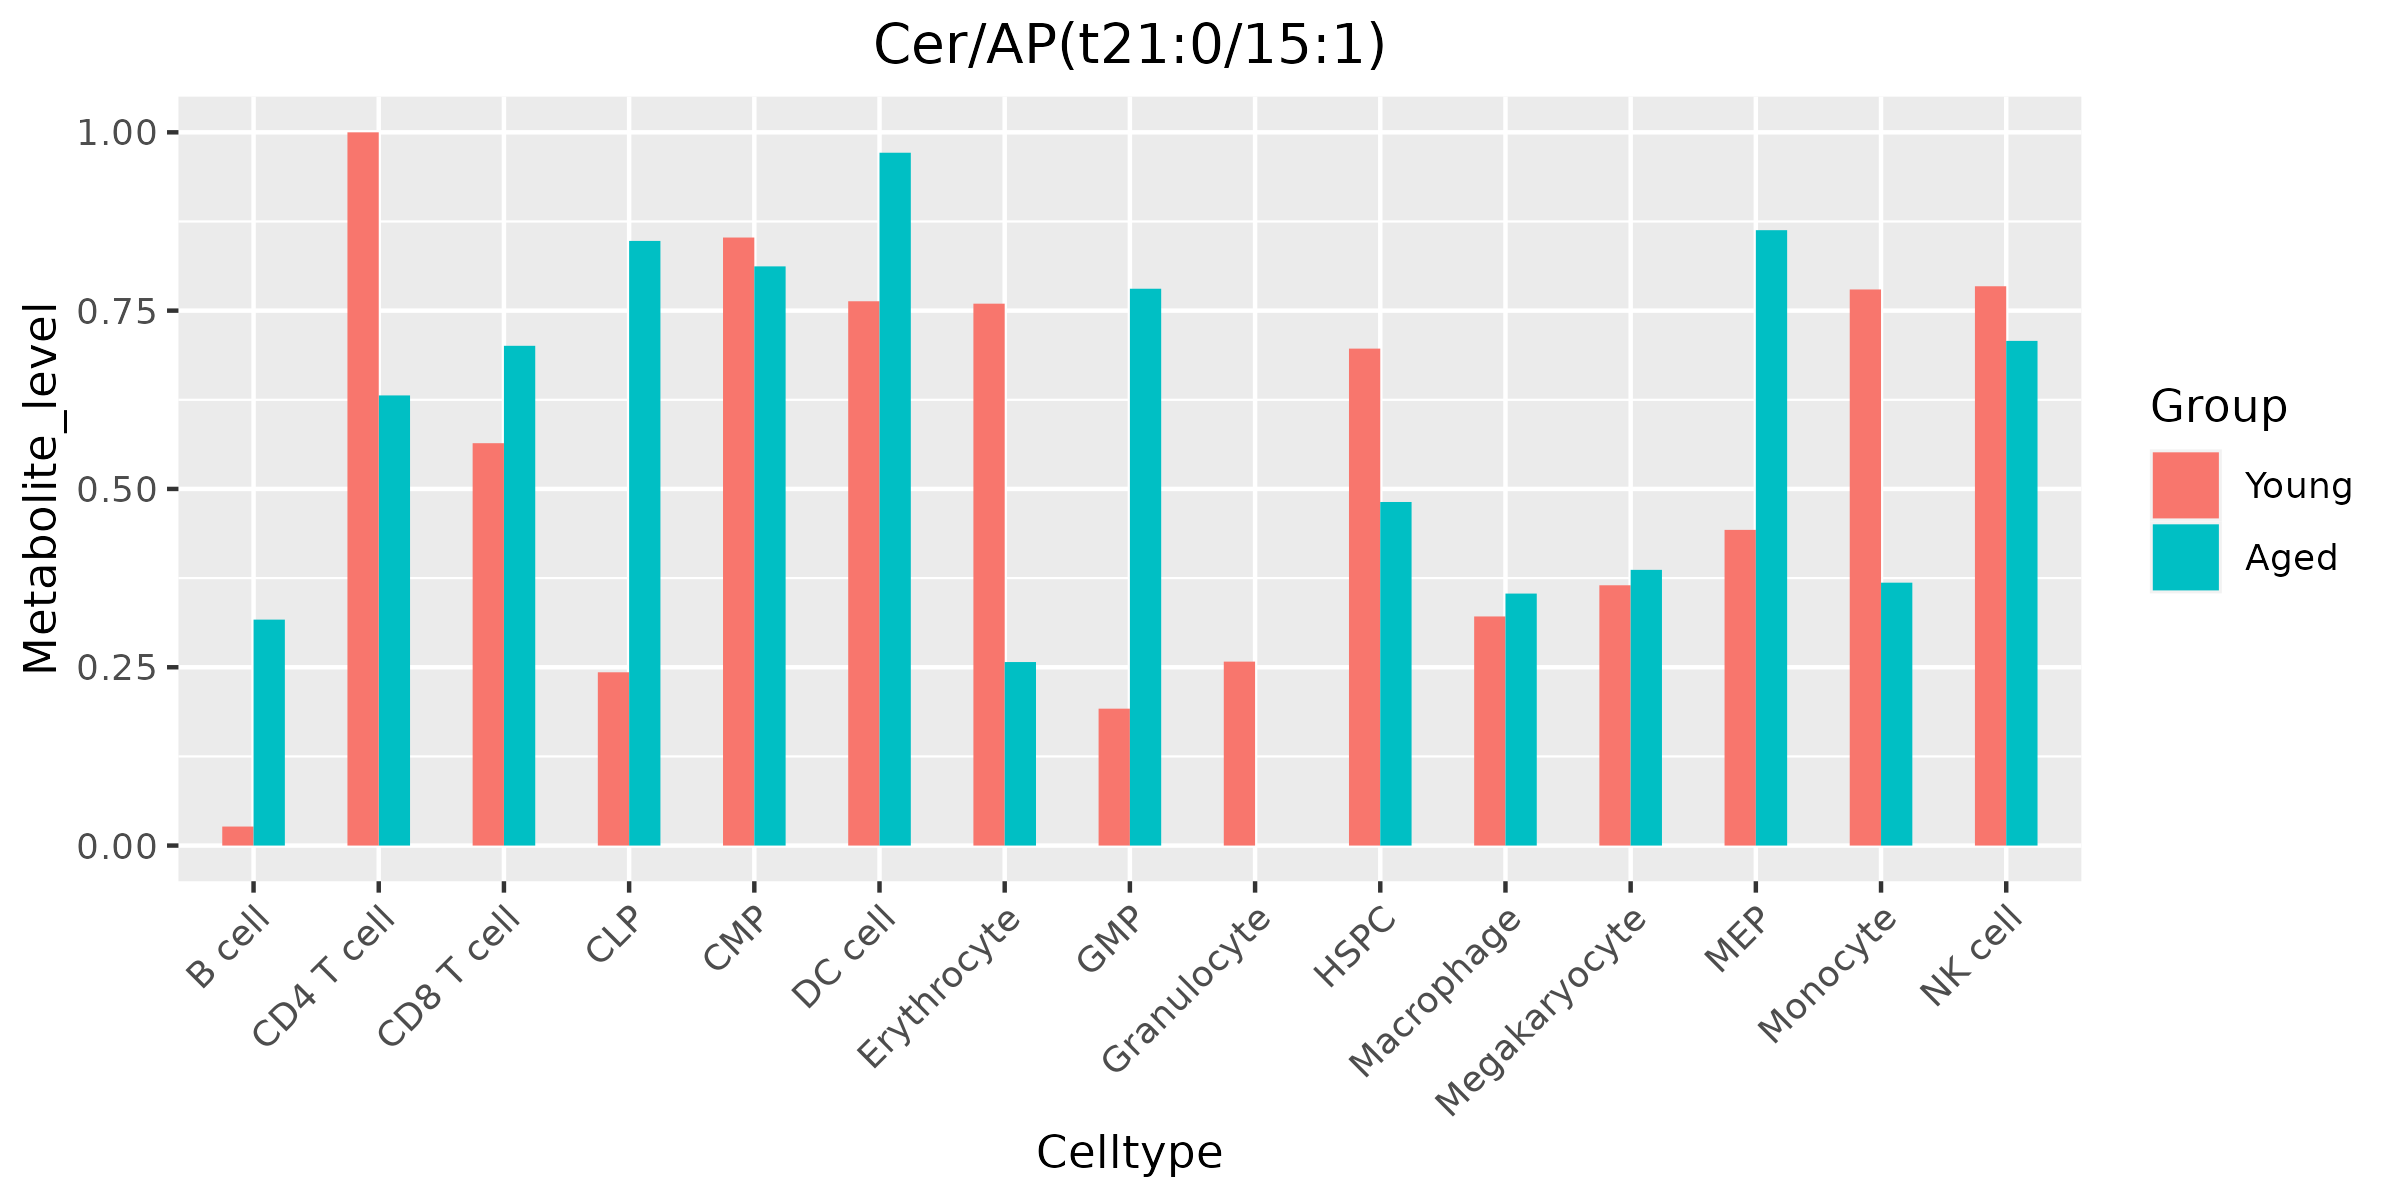 Cer/AP(t21:0/15:1)
Metabolite_level
1.00
0.75
0.50
0.25
0.00
B cell
CD4 T cell
CD8 T cell
CLP
CMP
DC cell
Erythrocyte
GMP
Granulocyte
HSPC
Macrophage
Megakaryocyte
MEP
Monocyte
NK cell
Celltype
Group
Young
Aged